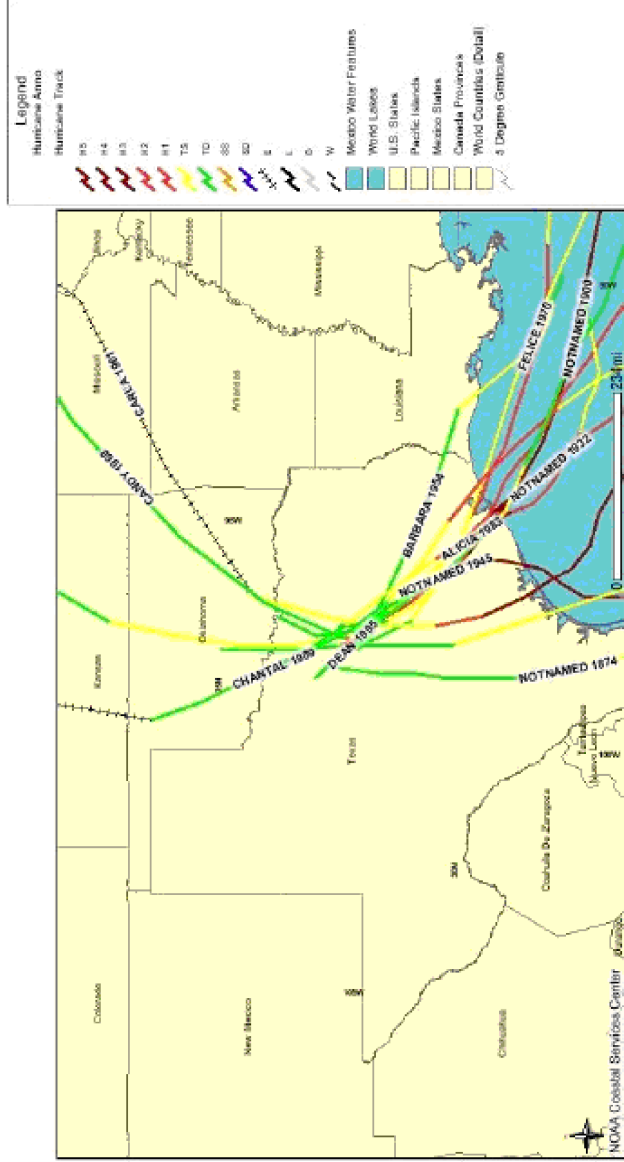 Legend
Hurricane Anno
Hurricane Track
H5
H4
H3
H2
H1
TS
TD
SS
SD
E
L
D
W
Mexico Water Features
World Lakes
U.S. States
Pacific Islands
Mexico States
Canada Provinces
World Countries (Detail)
5 Degree Graticule
Colorado
Kansas
Missouri
Illinois
Kentucky
Tennessee
CANDY 1968
CARLA 1961
Oklahoma
Arkansas
Mississippi
New Mexico
95W
CHANTAL 1989
DEAN 1995
Texas
BARBARA 1954
Louisiana
NOTNAMED 1945
ALICIA 1983
FELICE 1970
NOTNAMED 1900
NOTNAMED 1932
NOTNAMED 1874
90W
30N
Chihuahua
Coahuila De Zaragoza
Nuevo Leon
Tamaulipas
100W
Durango
0
234mi
NOAA Coastal Services Center